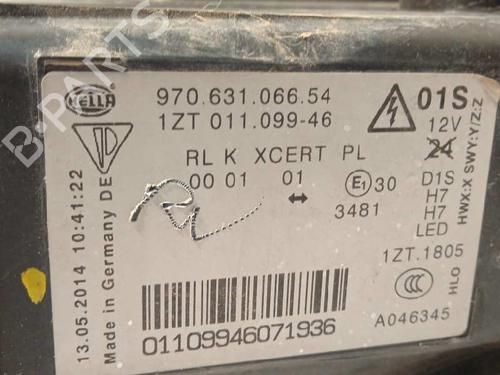 HELLA
970.631.066.54
1ZT 011.099-46
01S
12V
24
RL K XCERT PL
00 01 01
E1 30
3481
D1S
H7
H7
LED
HWX:X SWY:Y/Z:Z
1ZT.1805
HLO
CCC
A046345
13.05.2014 10:41:22
Made in Germany DE
01109946071936
B-PARTS